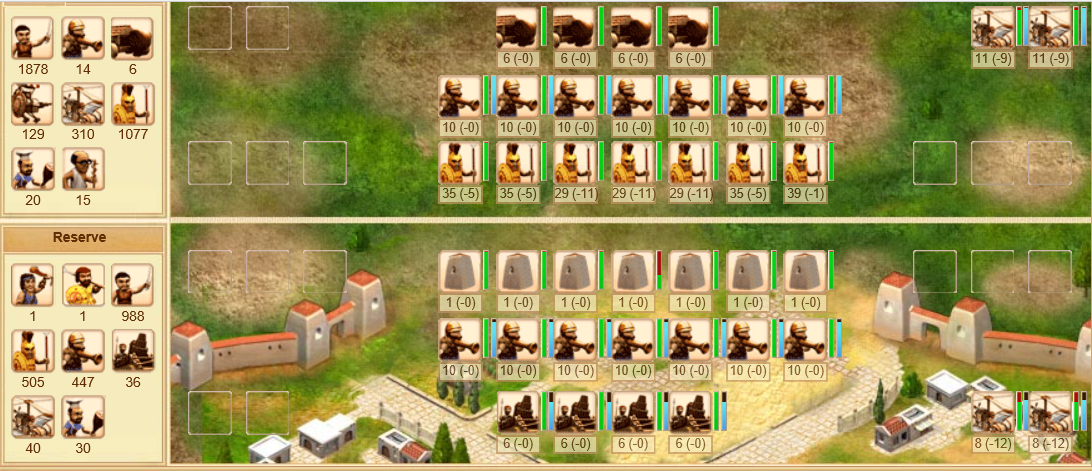 1878 14 6
129 310 1077
20 15
6 (-0) 6 (-0) 6 (-0) 6 (-0) 11 (-9) 11 (-9)
10 (-0) 10 (-0) 10 (-0) 10 (-0) 10 (-0) 10 (-0) 10 (-0)
35 (-5) 35 (-5) 29 (-11) 29 (-11) 29 (-11) 35 (-5) 39 (-1)
Reserve
1 1 988
505 447 36
40 30
1 (-0) 1 (-0) 1 (-0) 1 (-0) 1 (-0) 1 (-0) 1 (-0)
10 (-0) 10 (-0) 10 (-0) 10 (-0) 10 (-0) 10 (-0) 10 (-0)
6 (-0) 6 (-0) 6 (-0) 6 (-0) 8 (-12) 8 (-12)